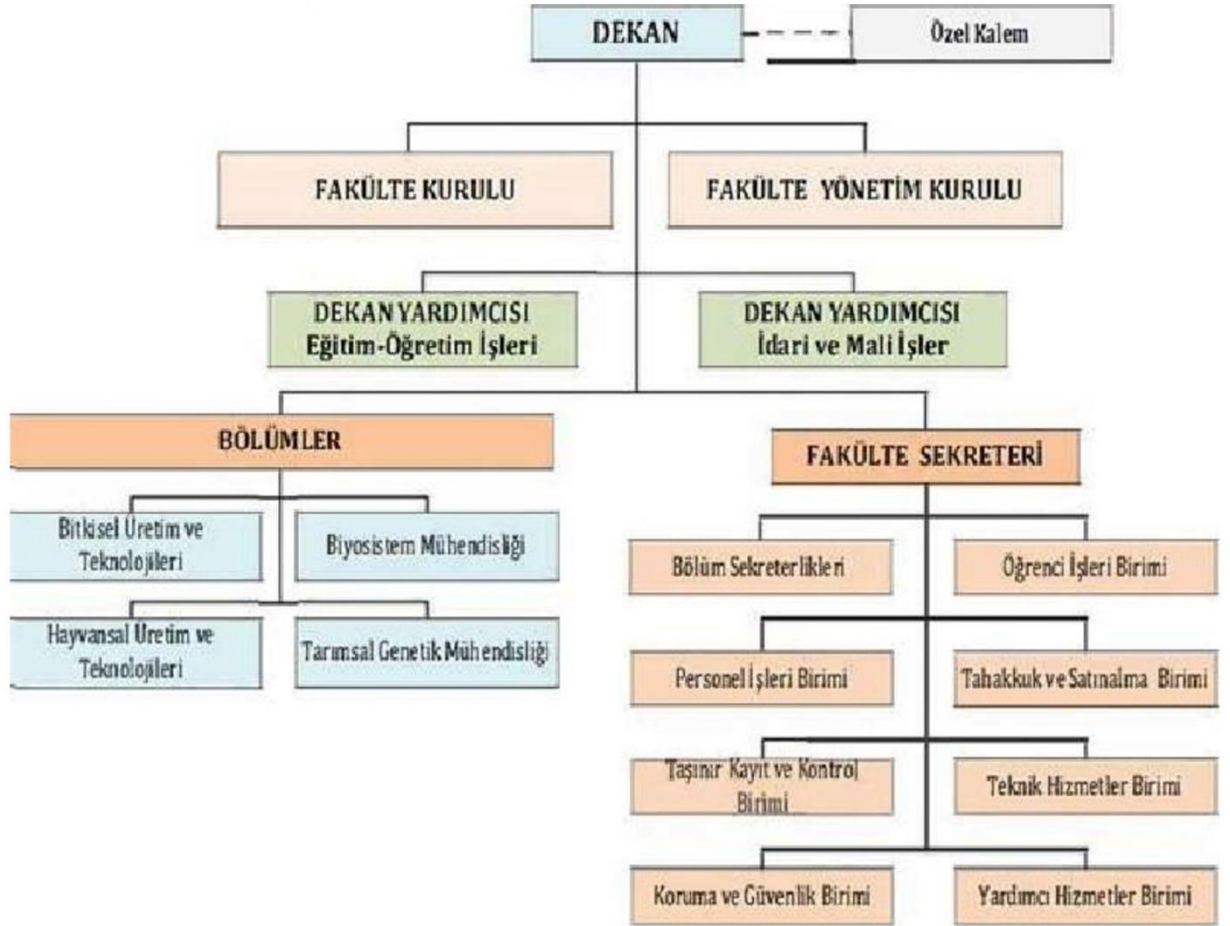 DEKAN
Özel Kalem
FAKÜLTE KURULU
FAKÜLTE YÖNETİM KURULU
DEKAN YARDIMCISI
Eğitim-Öğretim İşleri
DEKAN YARDIMCISI
İdari ve Mali İşler
BÖLÜMLER
Bitkisel Üretim ve
Teknolojileri
Biyosistem Mühendisliği
Hayvansal Üretim ve
Teknolojileri
Tarımsal Genetik Mühendisliği
FAKÜLTE SEKRETERİ
Bölüm Sekreterlikleri
Öğrenci İşleri Birimi
Personel İşleri Birimi
Tahakkuk ve Satınalma Birimi
Taşınır Kayıt ve Kontrol
Birimi
Teknik Hizmetler Birimi
Koruma ve Güvenlik Birimi
Yardımcı Hizmetler Birimi